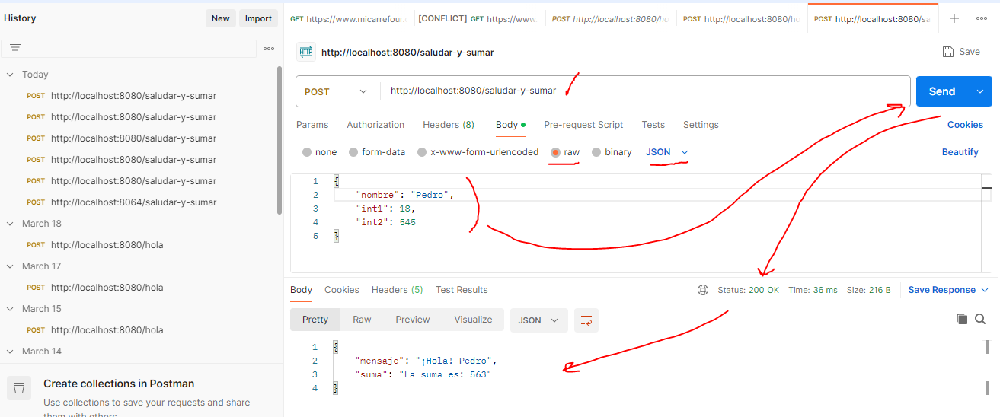 History
New
Import
GET https://www.micarrefour.
[CONFLICT] GET https://www.
POST http://localhost:8080/ho
POST http://localhost:8080/ho
POST http://localhost:8080/sa
HTTP http://localhost:8080/saludar-y-sumar
Save
POST http://localhost:8080/saludar-y-sumar
Send
Params Authorization Headers (8) Body Pre-request Script Tests Settings
Cookies
none form-data x-www-form-urlencoded raw binary JSON
Beautify
1 {
2 "nombre": "Pedro",
3 "int1": 18,
4 "int2": 545
5 }
Today
POST http://localhost:8080/saludar-y-sumar
POST http://localhost:8080/saludar-y-sumar
POST http://localhost:8080/saludar-y-sumar
POST http://localhost:8080/saludar-y-sumar
POST http://localhost:8080/saludar-y-sumar
POST http://localhost:8064/saludar-y-sumar
March 18
POST http://localhost:8080/hola
March 17
POST http://localhost:8080/hola
March 15
POST http://localhost:8080/hola
March 14
Create collections in Postman
Use collections to save your requests and share
them with others
Body Cookies Headers (5) Test Results
Status: 200 OK Time: 36 ms Size: 216 B
Save Response
Pretty Raw Preview Visualize JSON
1 {
2 "mensaje": "¡Hola! Pedro",
3 "suma": "La suma es: 563"
4 }